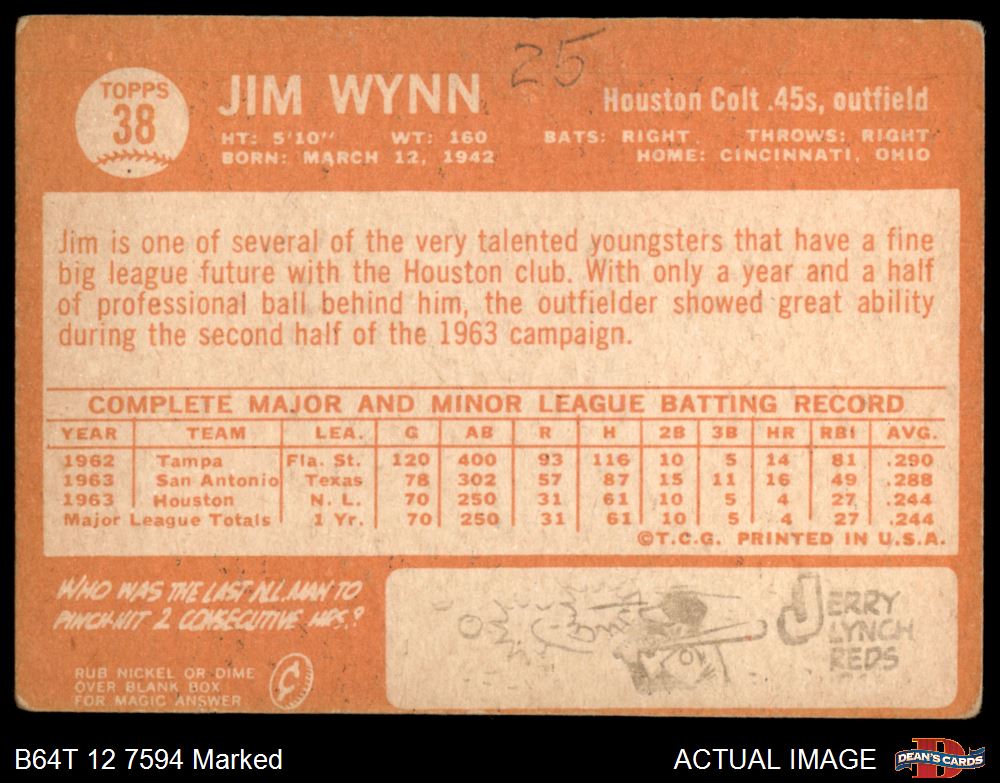 25
TOPPS
38
JIM WYNN
Houston Colt .45s, outfield
HT: 5'10" WT: 160
BATS: RIGHT THROWS: RIGHT
BORN: MARCH 12, 1942
HOME: CINCINNATI, OHIO
Jim is one of several of the very talented youngsters that have a fine
big league future with the Houston club. With only a year and a half
of professional ball behind him, the outfielder showed great ability
during the second half of the 1963 campaign.
COMPLETE MAJOR AND MINOR LEAGUE BATTING RECORD
YEAR TEAM LEA. G AB R H 2B 3B HR RBI AVG.
1962 Tampa Fla. St. 120 400 93 116 10 5 14 81 .290
1963 San Antonio Texas 78 302 57 87 15 11 16 49 .288
1963 Houston N. L. 70 250 31 61 10 5 4 27 .244
Major League Totals 1 Yr. 70 250 31 61 10 5 4 27 .244
©T.C.G. PRINTED IN U.S.A.
WHO WAS THE LAST N.L. MAN TO
PINCH-HIT 2 CONSECUTIVE HRS?
RUB NICKEL OR DIME
OVER BLANK BOX
FOR MAGIC ANSWER
JERRY
LYNCH
REDS
B64T 12 7594 Marked
ACTUAL IMAGE
D
DEAN'S CARDS